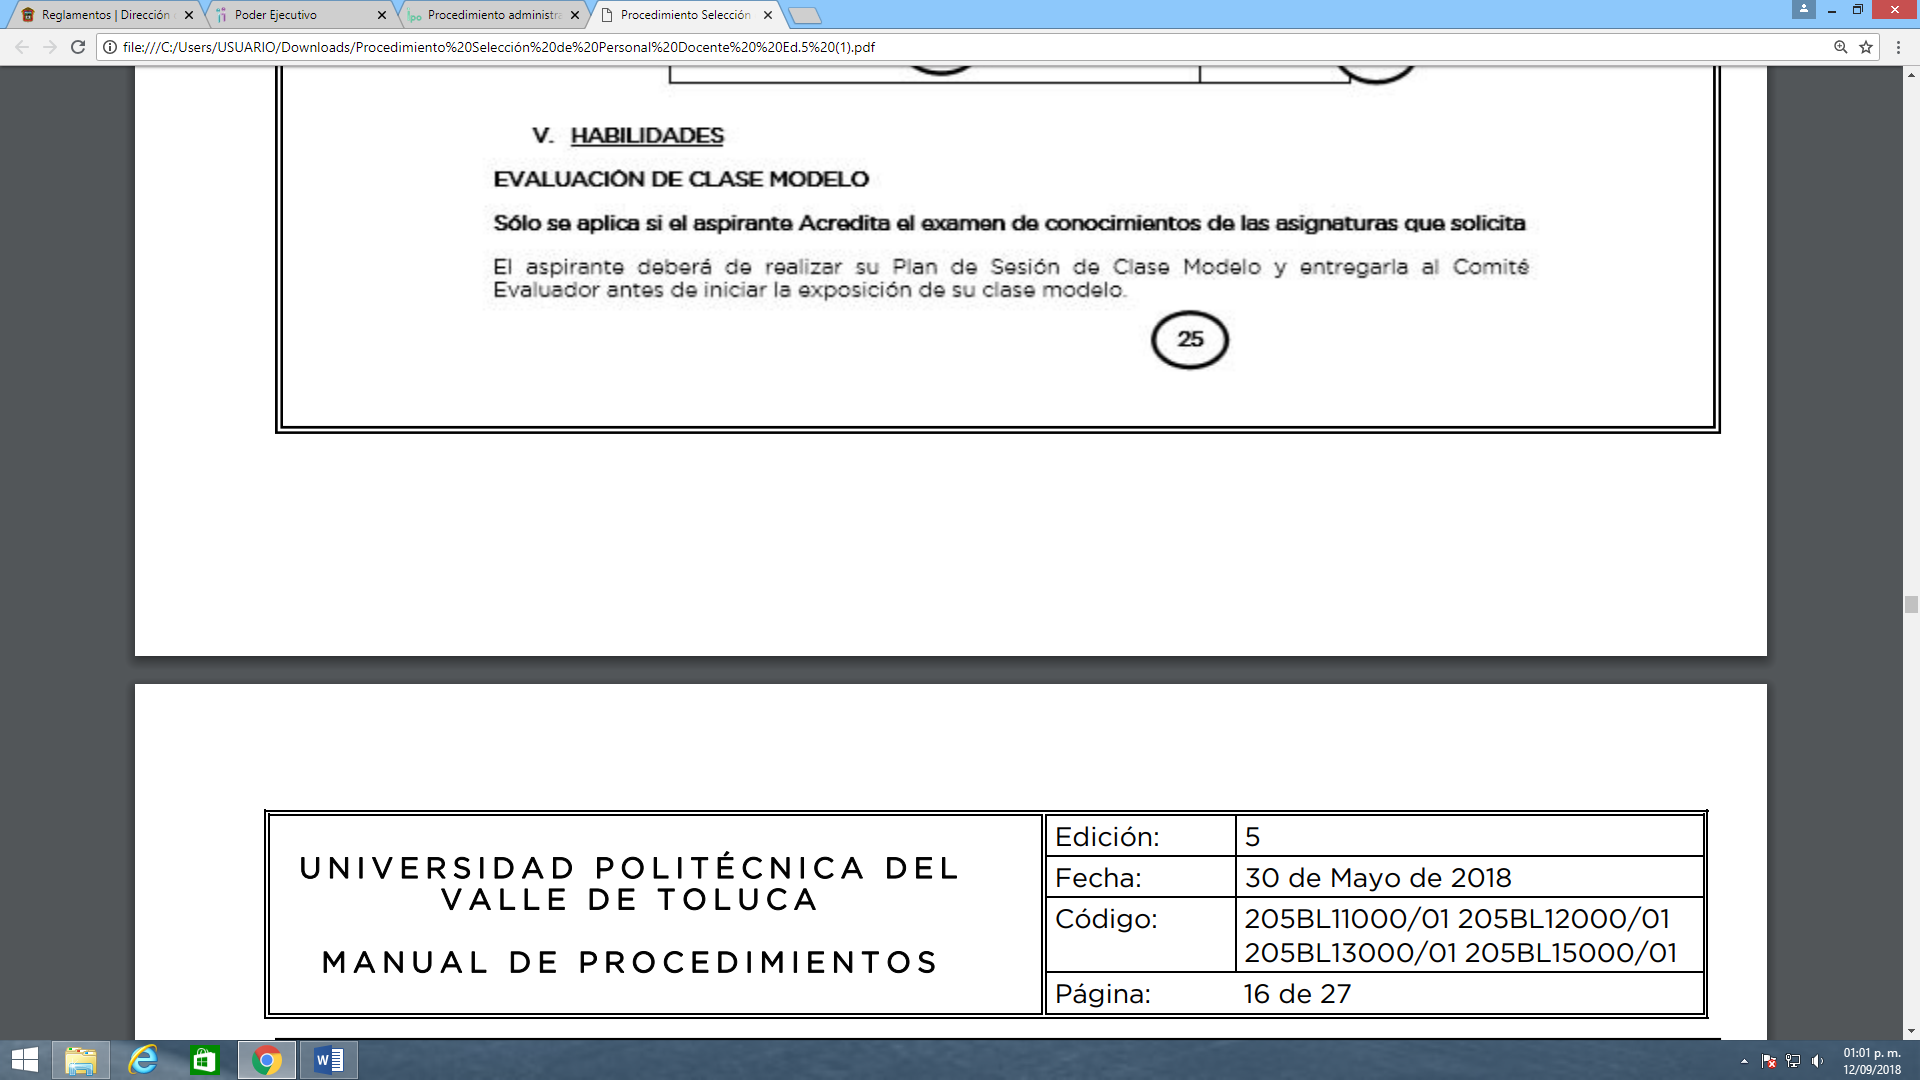 Reglamentos | Dirección
Poder Ejecutivo
Procedimiento administra
Procedimiento Selección
file:///C:/Users/USUARIO/Downloads/Procedimiento%20Selección%20de%20Personal%20Docente%20%20Ed.5%20(1).pdf
V. HABILIDADES
EVALUACIÓN DE CLASE MODELO
Sólo se aplica si el aspirante Acredita el examen de conocimientos de las asignaturas que solicita
El aspirante deberá de realizar su Plan de Sesión de Clase Modelo y entregarla al Comité
Evaluador antes de iniciar la exposición de su clase modelo.
25
UNIVERSIDAD POLITÉCNICA DEL
VALLE DE TOLUCA
MANUAL DE PROCEDIMIENTOS
Edición: 5
Fecha: 30 de Mayo de 2018
Código: 205BL11000/01 205BL12000/01
205BL13000/01 205BL15000/01
Página: 16 de 27
01:01 p. m.
12/09/2018